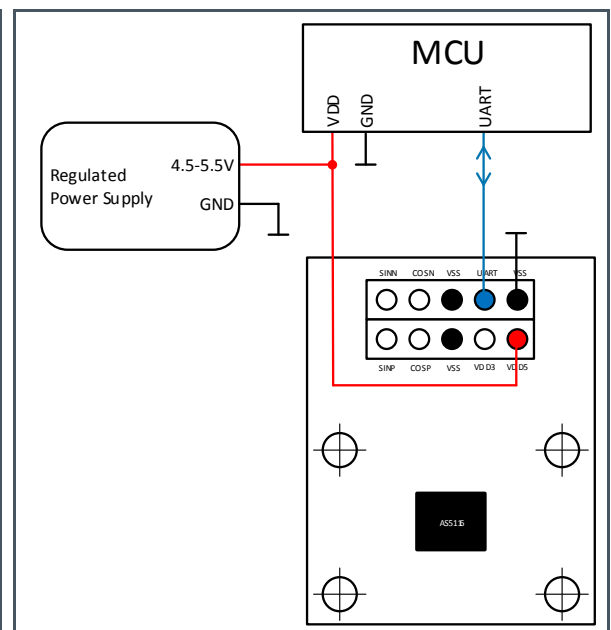 MCU
VDD
GND
UART
Regulated
Power Supply
4.5-5.5V
GND
SINN COSN VSS UART VSS
SINP COSP VSS VDD3 VDD5
AS5116